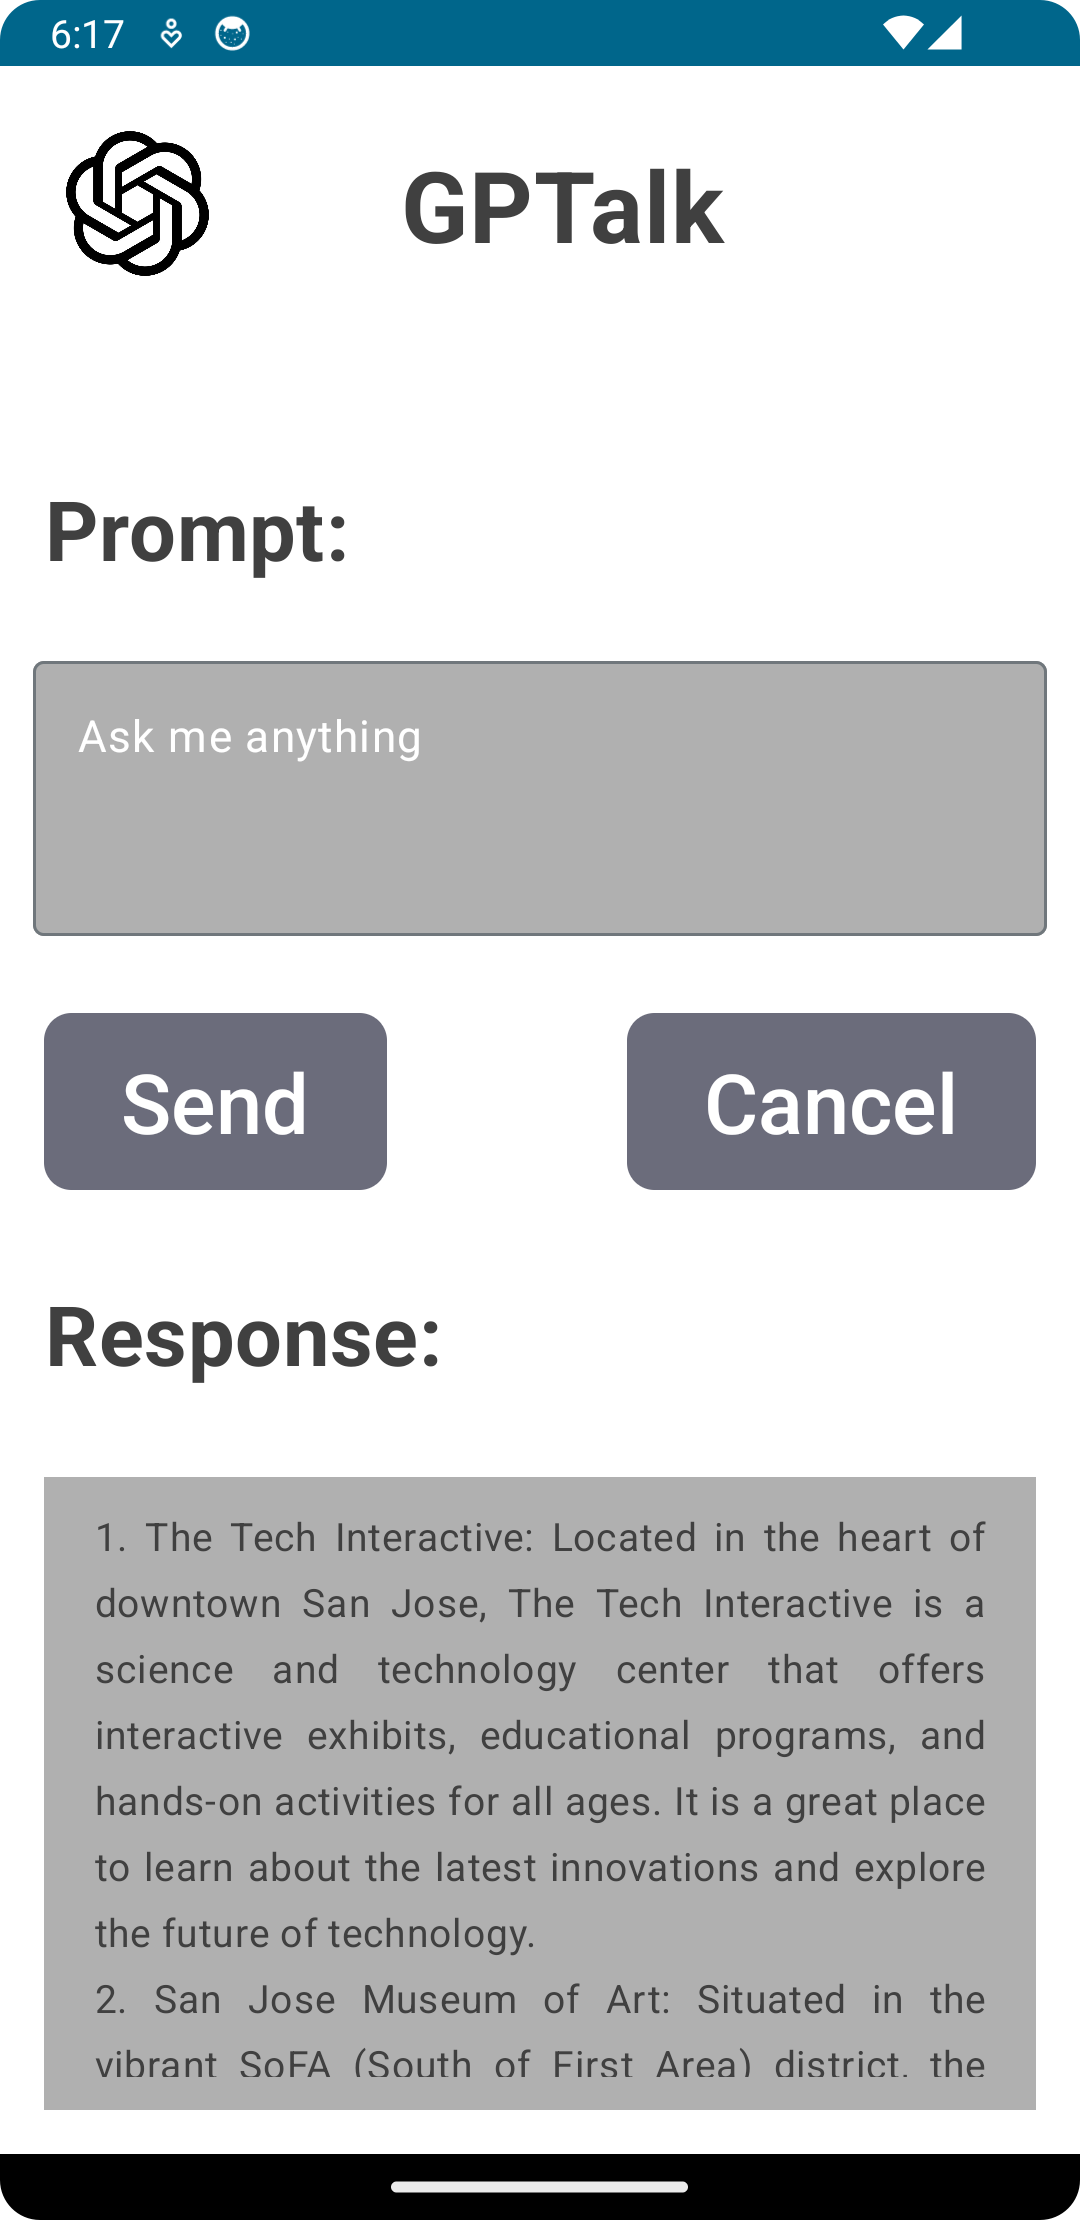 6:17
GPTalk
Prompt:
Ask me anything
Send
Cancel
Response:
1. The Tech Interactive: Located in the heart of
downtown San Jose, The Tech Interactive is a
science and technology center that offers
interactive exhibits, educational programs, and
hands-on activities for all ages. It is a great place
to learn about the latest innovations and explore
the future of technology.
2. San Jose Museum of Art: Situated in the
vibrant SoFA (South of First Area) district, the